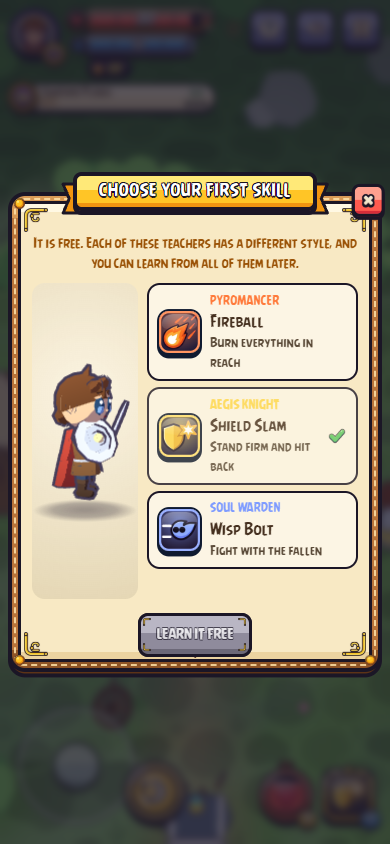 CHOOSE YOUR FIRST SKILL
IT IS FREE. EACH OF THESE TEACHERS HAS A DIFFERENT STYLE, AND
YOU CAN LEARN FROM ALL OF THEM LATER.
PYROMANCER
FIREBALL
BURN EVERYTHING IN
REACH
AEGIS KNIGHT
SHIELD SLAM
STAND FIRM AND HIT
BACK
SOUL WARDEN
WISP BOLT
FIGHT WITH THE FALLEN
LEARN IT FREE